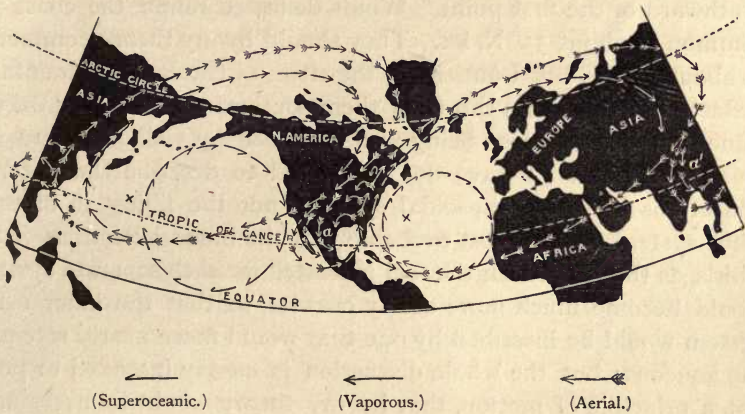 ARCTIC CIRCLE
ASIA
N. AMERICA
EUROPE
ASIA
a
TROPIC OF CANCER
a
AFRICA
EQUATOR
(Superoceanic.) (Vaporous.) (Aerial.)